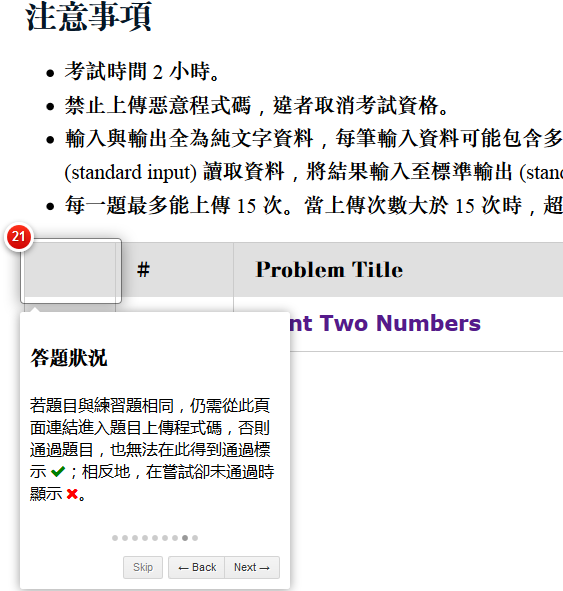 注意事項
考試時間 2 小時。
禁止上傳惡意程式碼，違者取消考試資格。
輸入與輸出全為純文字資料，每筆輸入資料可能包含多
(standard input) 讀取資料，將結果輸入至標準輸出 (stand
每一題最多能上傳 15 次。當上傳次數大於 15 次時，超
21
# Problem Title
nt Two Numbers
答題狀況
若題目與練習題相同，仍需從此頁
面連結進入題目上傳程式碼，否則
通過題目，也無法在此得到通過標
示 ✔；相反地，在嘗試卻未通過時
顯示 ✖。
Skip ← Back Next →